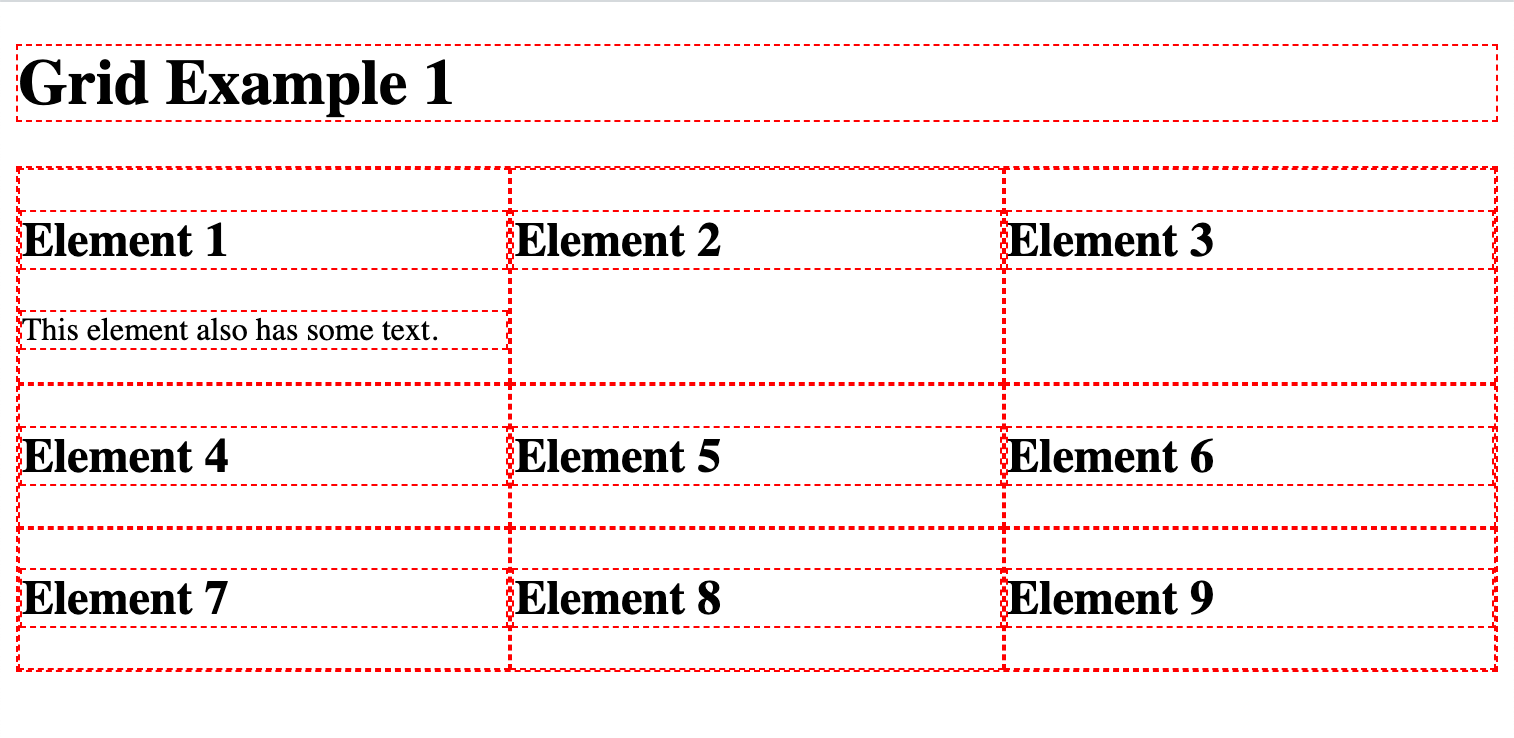 Grid Example 1
Element 1
Element 2
Element 3
This element also has some text.
Element 4
Element 5
Element 6
Element 7
Element 8
Element 9